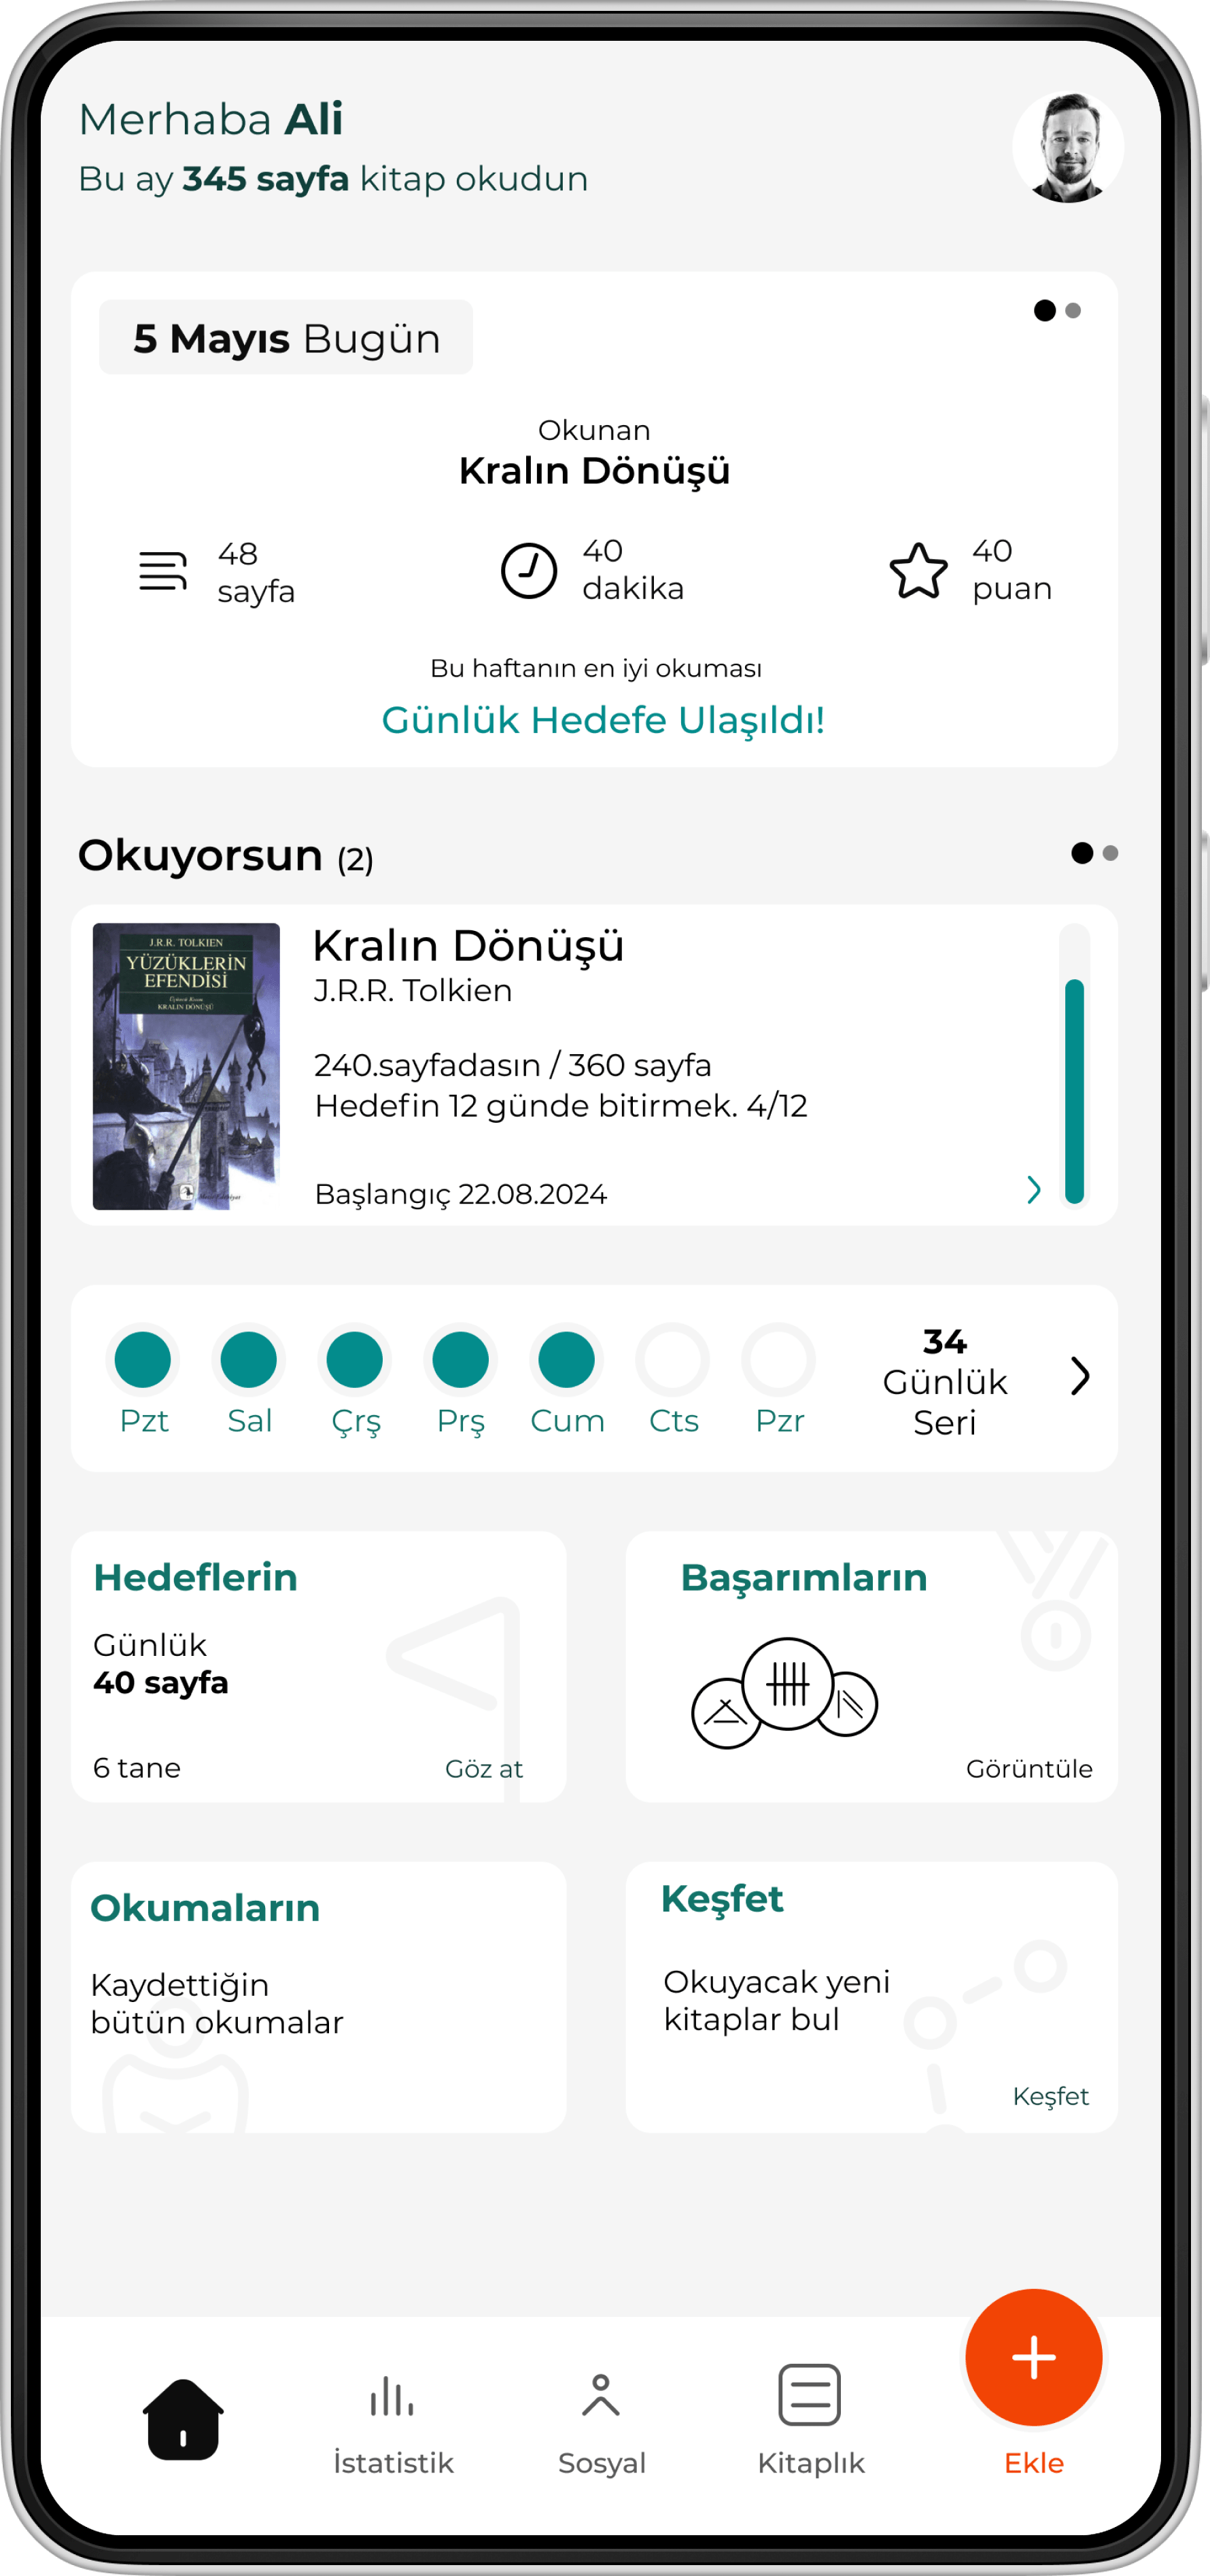 Merhaba Ali
Bu ay 345 sayfa kitap okudun
5 Mayıs Bugün
Okunan
Kralın Dönüşü
48
sayfa
40
dakika
40
puan
Bu haftanın en iyi okuması
Günlük Hedefe Ulaşıldı!
Okuyorsun (2)
J.R.R. TOLKIEN
YÜZÜKLERİN
EFENDİSİ
Üçüncü Kısım
KRALIN DÖNÜŞÜ
Kralın Dönüşü
J.R.R. Tolkien
240.sayfadasın / 360 sayfa
Hedefin 12 günde bitirmek. 4/12
Başlangıç 22.08.2024
Pzt Sal Çrş Prş Cum Cts Pzr
34
Günlük
Seri
Hedeflerin
Günlük
40 sayfa
6 tane
Göz at
Başarımların
Görüntüle
Okumaların
Kaydettiğin
bütün okumalar
Keşfet
Okuyacak yeni
kitaplar bul
Keşfet
İstatistik
Sosyal
Kitaplık
Ekle